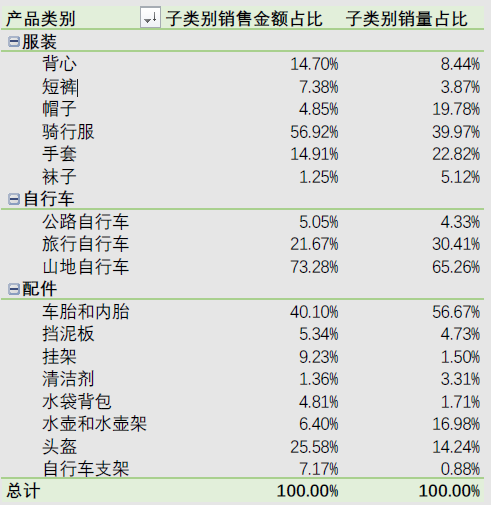 产品类别 子类别销售金额占比 子类别销量占比
服装
背心 14.70% 8.44%
短裤 7.38% 3.87%
帽子 4.85% 19.78%
骑行服 56.92% 39.97%
手套 14.91% 22.82%
袜子 1.25% 5.12%
自行车
公路自行车 5.05% 4.33%
旅行自行车 21.67% 30.41%
山地自行车 73.28% 65.26%
配件
车胎和内胎 40.10% 56.67%
挡泥板 5.34% 4.73%
挂架 9.23% 1.50%
清洁剂 1.36% 3.31%
水袋背包 4.81% 1.71%
水壶和水壶架 6.40% 16.98%
头盔 25.58% 14.24%
自行车支架 7.17% 0.88%
总计 100.00% 100.00%